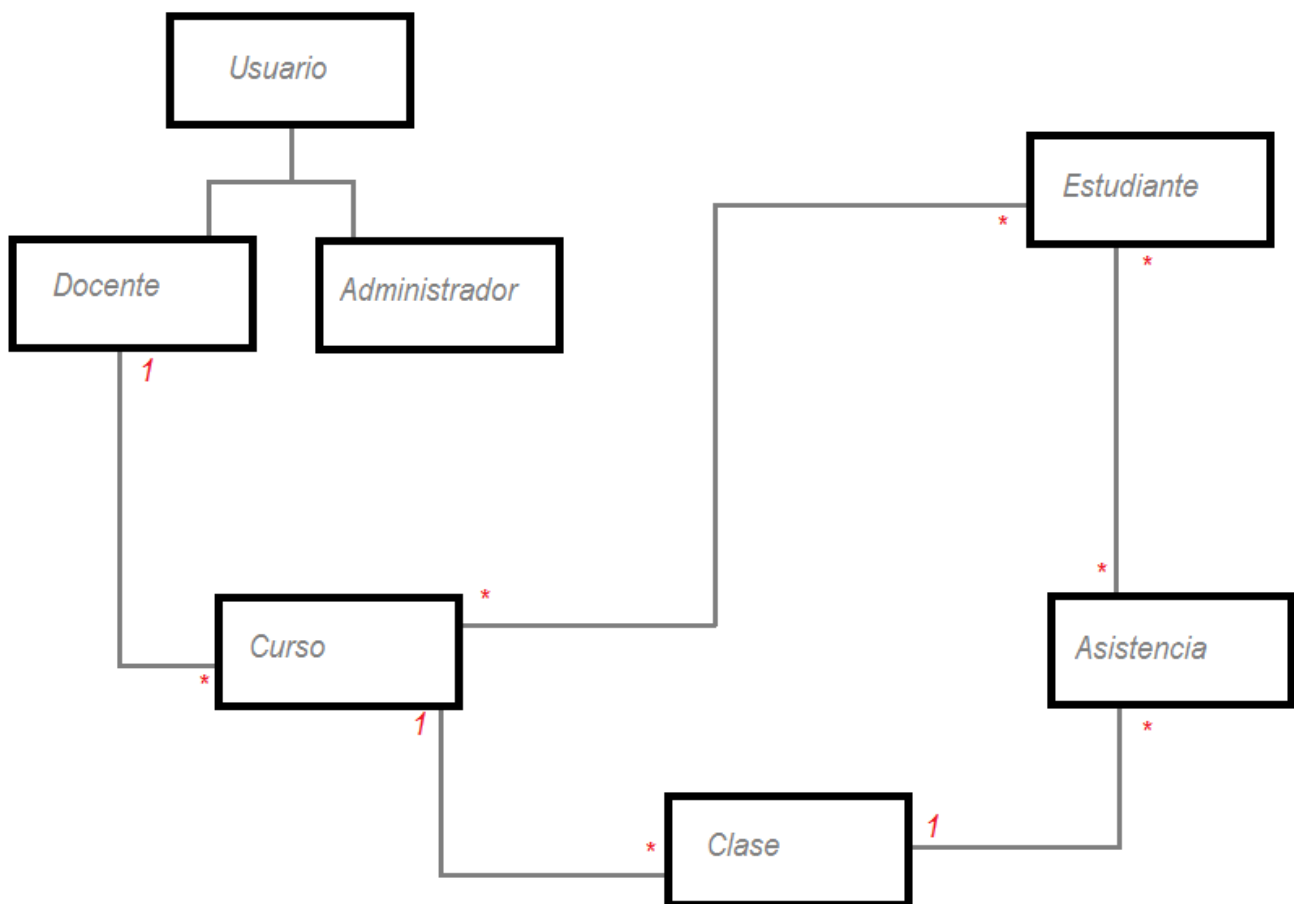 Usuario
Estudiante
*
*
Docente
Administrador
1
*
*
Curso
Asistencia
*
1
*
1
Clase
*